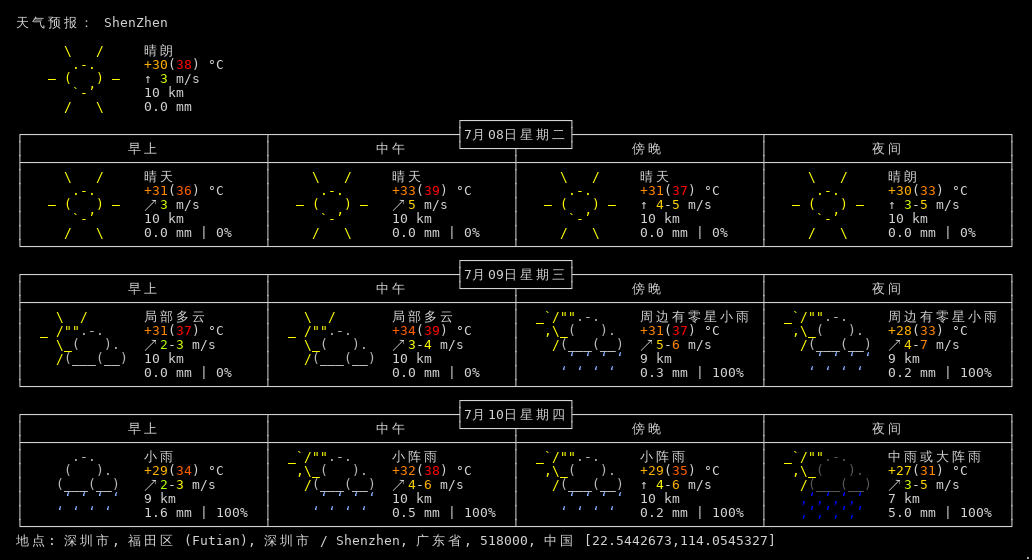 天气预报： ShenZhen
晴朗
+30(38) °C
↑ 3 m/s
10 km
0.0 mm
7月08日星期二
早上 中午 傍晚 夜间
晴天 晴天 晴天 晴朗
+31(36) °C +33(39) °C +31(37) °C +30(33) °C
↗3 m/s ↗5 m/s ↑ 4-5 m/s ↑ 3-5 m/s
10 km 10 km 10 km 10 km
0.0 mm | 0% 0.0 mm | 0% 0.0 mm | 0% 0.0 mm | 0%
7月09日星期三
早上 中午 傍晚 夜间
局部多云 局部多云 周边有零星小雨 周边有零星小雨
+31(37) °C +34(39) °C +31(37) °C +28(33) °C
↗2-3 m/s ↗3-4 m/s ↗5-6 m/s ↗4-7 m/s
10 km 10 km 9 km 9 km
0.0 mm | 0% 0.0 mm | 0% 0.3 mm | 100% 0.2 mm | 100%
7月10日星期四
早上 中午 傍晚 夜间
小雨 小阵雨 小阵雨 中雨或大阵雨
+29(34) °C +32(38) °C +29(35) °C +27(31) °C
↗2-3 m/s ↗4-6 m/s ↑ 4-6 m/s ↗3-5 m/s
9 km 10 km 10 km 7 km
1.6 mm | 100% 0.5 mm | 100% 0.2 mm | 100% 5.0 mm | 100%
地点: 深圳市, 福田区 (Futian), 深圳市 / Shenzhen, 广东省, 518000, 中国 [22.5442673,114.0545327]